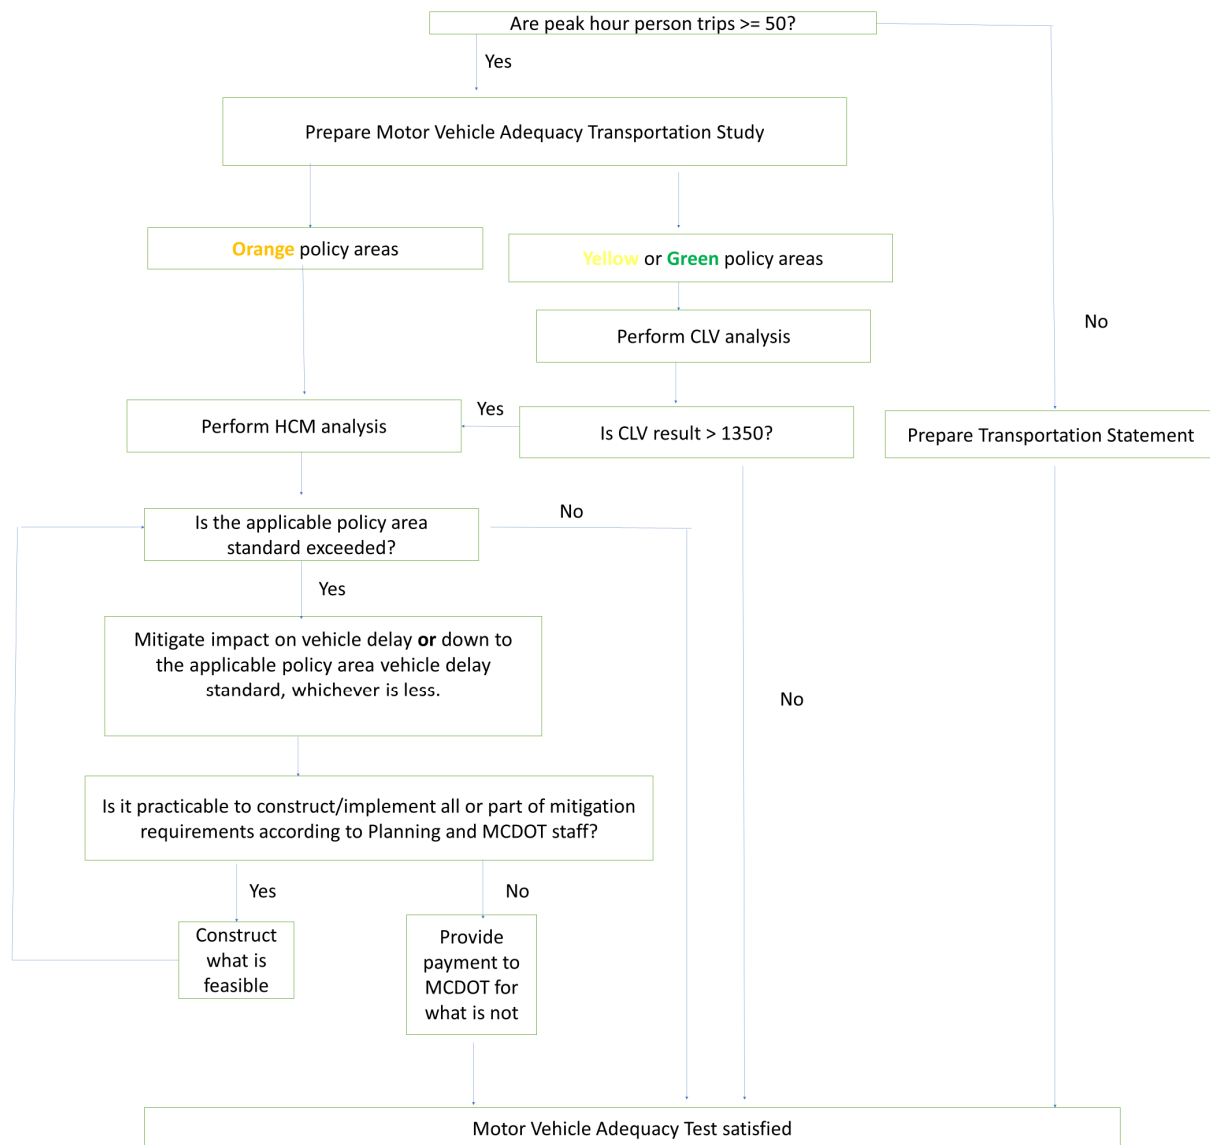 Are peak hour person trips >= 50?
Yes
Prepare Motor Vehicle Adequacy Transportation Study
Orange policy areas
Yellow or Green policy areas
No
Perform CLV analysis
Yes
Perform HCM analysis
Is CLV result > 1350?
Prepare Transportation Statement
No
Is the applicable policy area
standard exceeded?
Yes
Mitigate impact on vehicle delay or down to
the applicable policy area vehicle delay
standard, whichever is less.
No
Is it practicable to construct/implement all or part of mitigation
requirements according to Planning and MCDOT staff?
Yes
No
Construct
what is
feasible
Provide
payment to
MCDOT for
what is not
Motor Vehicle Adequacy Test satisfied